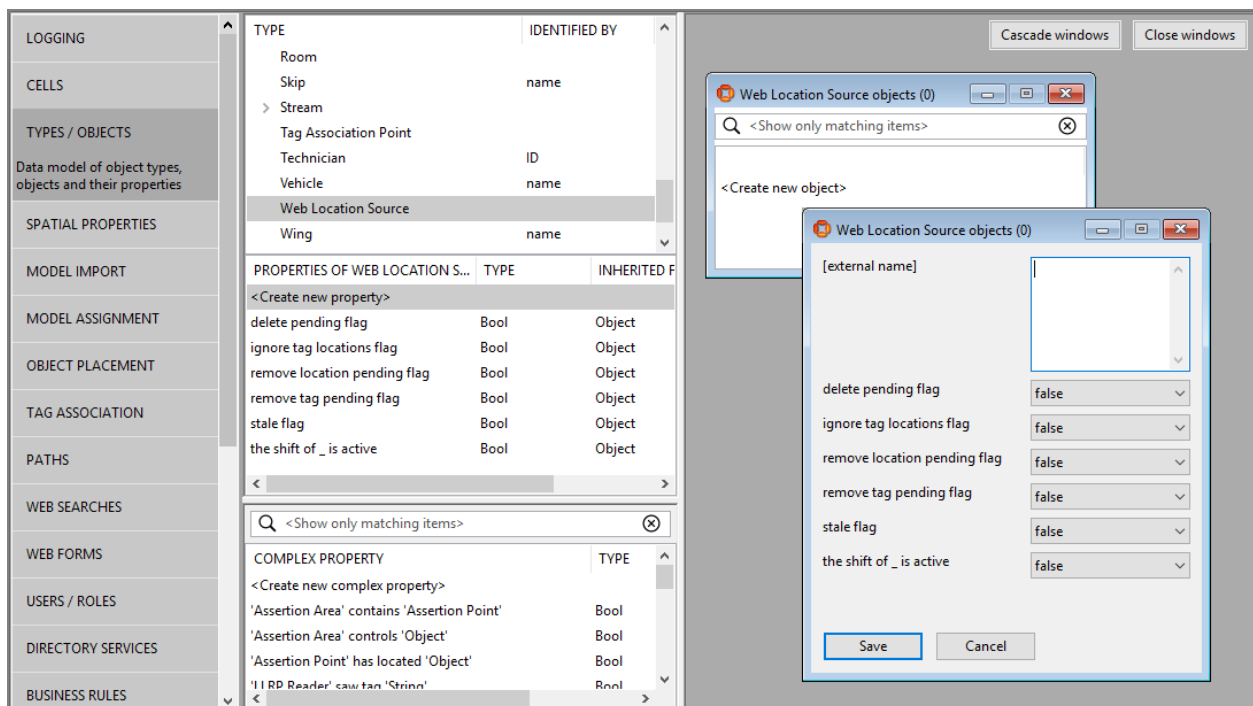 LOGGING
CELLS
TYPES / OBJECTS
Data model of object types,
objects and their properties
SPATIAL PROPERTIES
MODEL IMPORT
MODEL ASSIGNMENT
OBJECT PLACEMENT
TAG ASSOCIATION
PATHS
WEB SEARCHES
WEB FORMS
USERS / ROLES
DIRECTORY SERVICES
BUSINESS RULES
TYPE IDENTIFIED BY
Room
Skip name
Stream
Tag Association Point
Technician ID
Vehicle name
Web Location Source
Wing name
PROPERTIES OF WEB LOCATION S... TYPE INHERITED F
<Create new property>
delete pending flag Bool Object
ignore tag locations flag Bool Object
remove location pending flag Bool Object
remove tag pending flag Bool Object
stale flag Bool Object
the shift of _ is active Bool Object
<Show only matching items>
COMPLEX PROPERTY TYPE
<Create new complex property>
'Assertion Area' contains 'Assertion Point' Bool
'Assertion Area' controls 'Object' Bool
'Assertion Point' has located 'Object' Bool
'LLRP Reader' saw tag 'String' Bool
Cascade windows Close windows
Web Location Source objects (0)
<Show only matching items>
<Create new object>
Web Location Source objects (0)
[external name]
delete pending flag false
ignore tag locations flag false
remove location pending flag false
remove tag pending flag false
stale flag false
the shift of _ is active false
Save Cancel